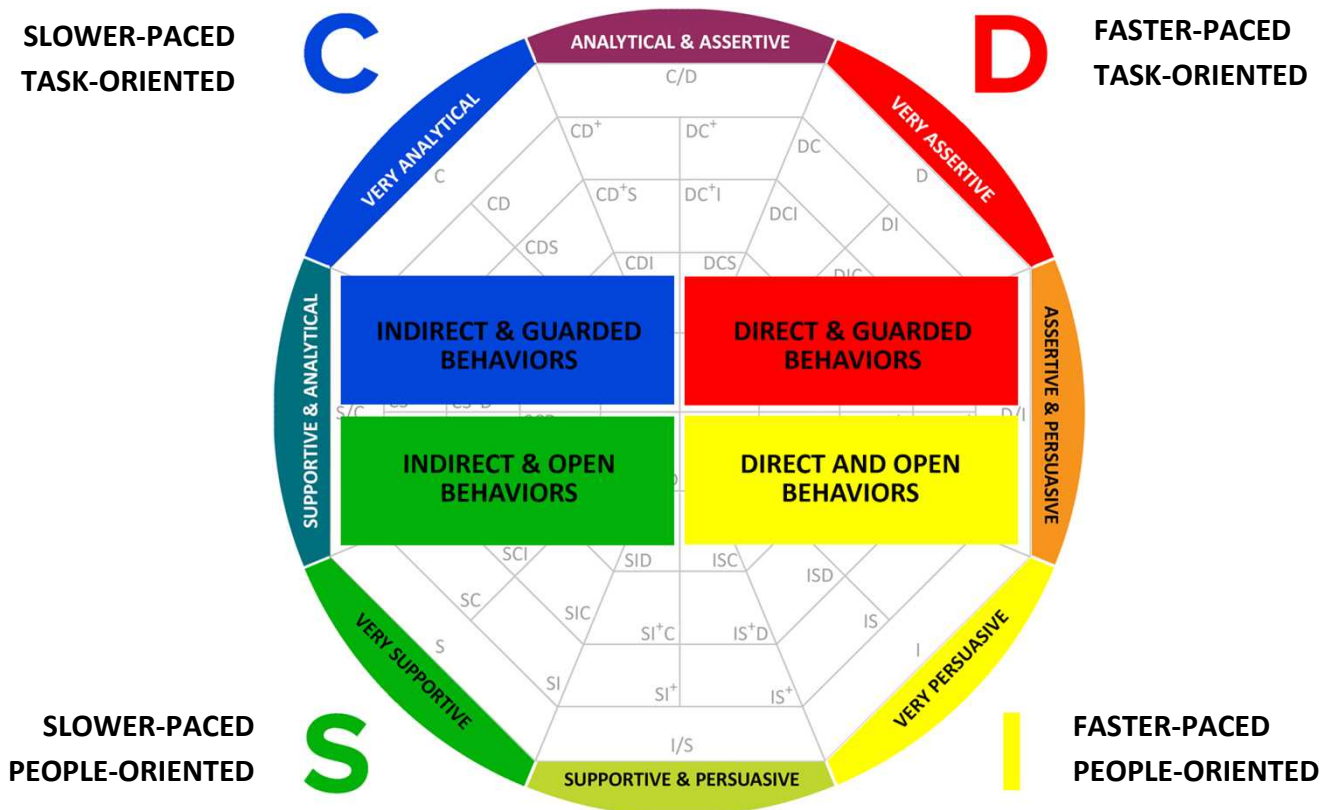 SLOWER-PACED
TASK-ORIENTED
C
ANALYTICAL & ASSERTIVE
D
FASTER-PACED
TASK-ORIENTED
VERY ANALYTICAL
C/D
VERY ASSERTIVE
CD+
DC+
DC
C
D
CD
CD+S
DC+I
DCI
DI
CDS
CDI
DCS
DIC
SUPPORTIVE & ANALYTICAL
INDIRECT & GUARDED
BEHAVIORS
DIRECT & GUARDED
BEHAVIORS
ASSERTIVE & PERSUASIVE
S/C
D/I
INDIRECT & OPEN
BEHAVIORS
DIRECT AND OPEN
BEHAVIORS
SCI
SID
ISC
ISD
SC
SIC
SI+C
IS+D
IS
S
I
SI
SI+
IS+
VERY SUPPORTIVE
VERY PERSUASIVE
I/S
SLOWER-PACED
PEOPLE-ORIENTED
S
SUPPORTIVE & PERSUASIVE
I
FASTER-PACED
PEOPLE-ORIENTED